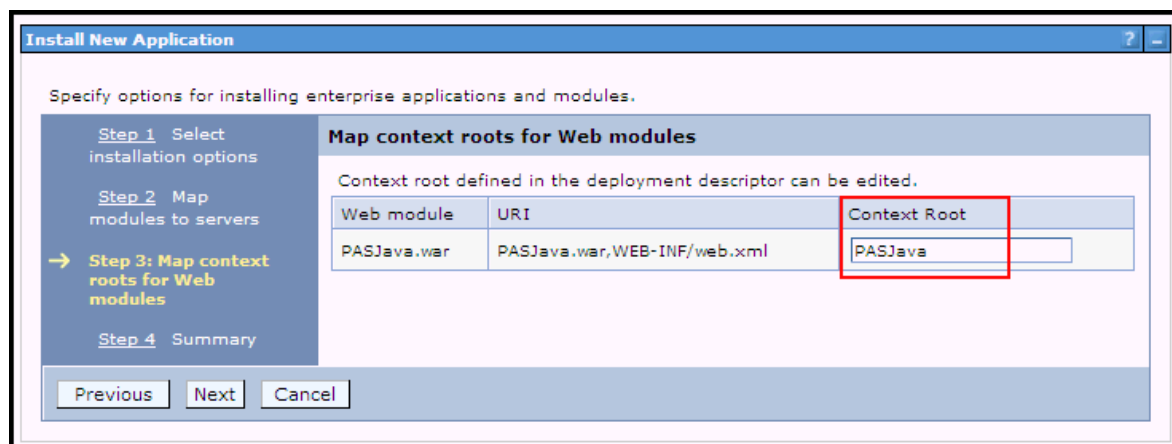 Install New Application ? _
Specify options for installing enterprise applications and modules.
Step 1 Select
installation options
Step 2 Map
modules to servers
Step 3: Map context
roots for Web
modules
Step 4 Summary
Map context roots for Web modules
Context root defined in the deployment descriptor can be edited.
Web module URI Context Root
PASJava.war PASJava.war,WEB-INF/web.xml PASJava
Previous Next Cancel